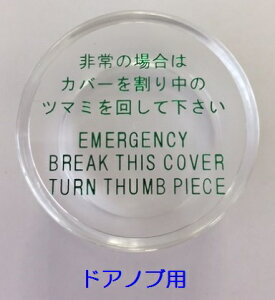 非常の場合は
カバーを割り中の
ツマミを回して下さい
EMERGENCY
BREAK THIS COVER
TURN THUMB PIECE
ドアノブ用